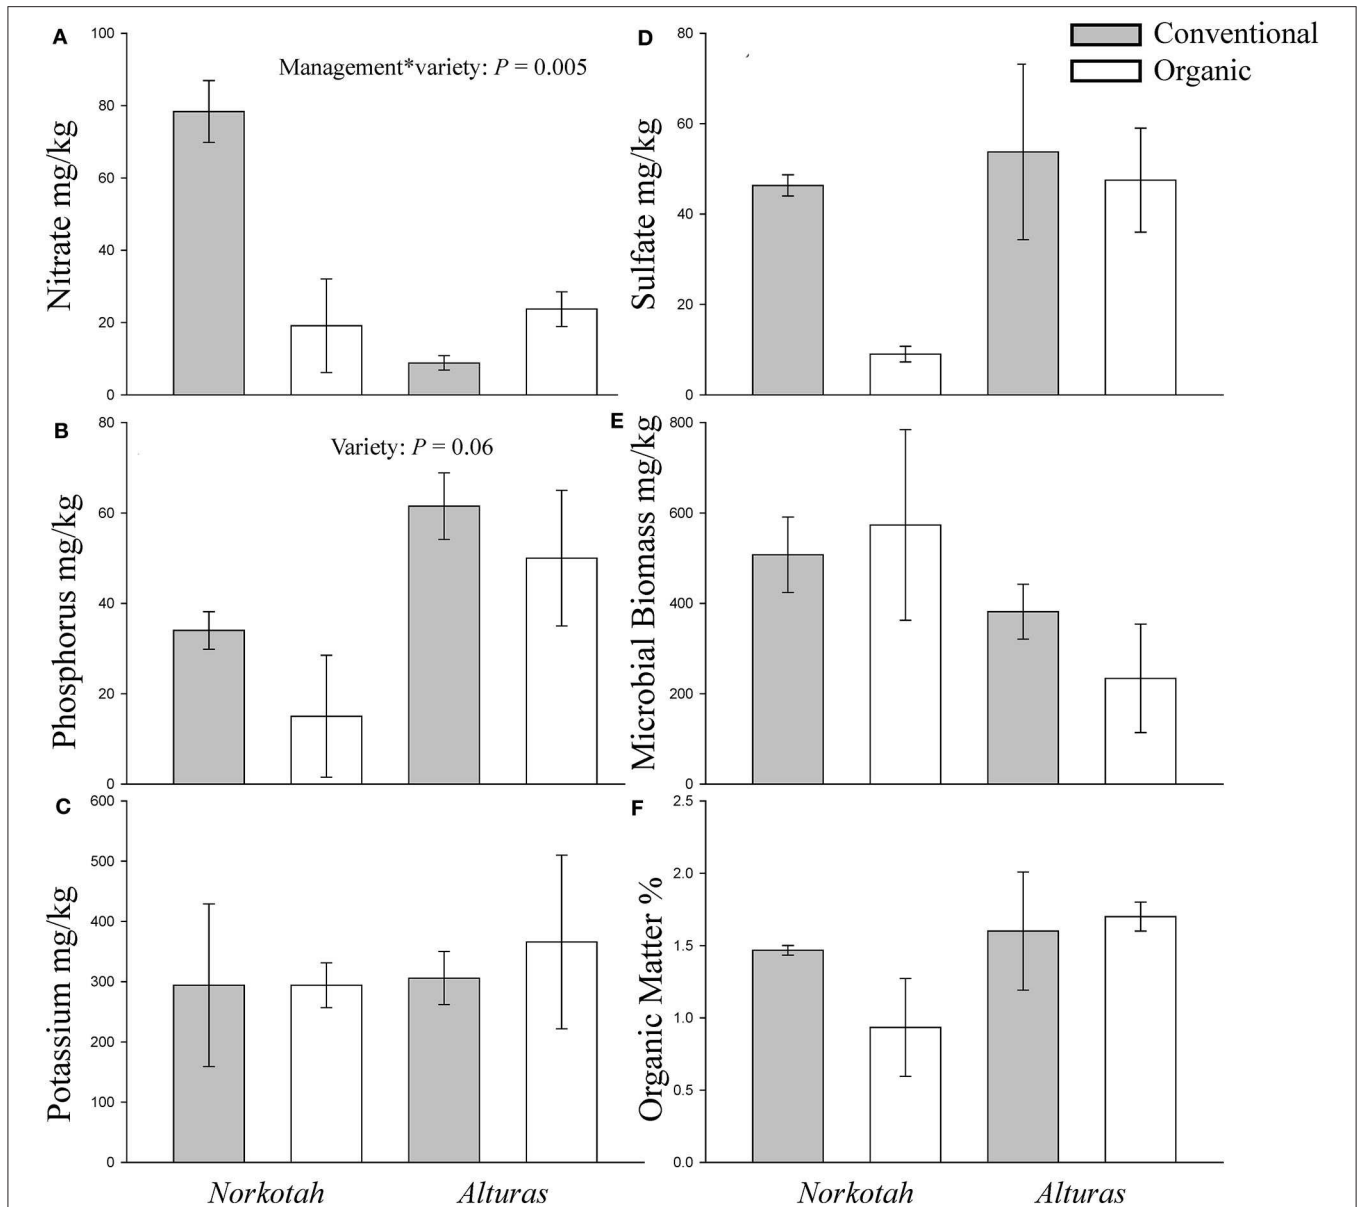 A
Nitrate mg/kg
100
80
60
40
20
0
Management*variety: P = 0.005
D
Sulfate mg/kg
80
60
40
20
0
Conventional
Organic
B
Phosphorus mg/kg
80
60
40
20
0
Variety: P = 0.06
E
Microbial Biomass mg/kg
800
600
400
200
0
C
Potassium mg/kg
600
500
400
300
200
100
0
Norkotah Alturas
F
Organic Matter %
2.5
2.0
1.5
1.0
0.5
0.0
Norkotah Alturas